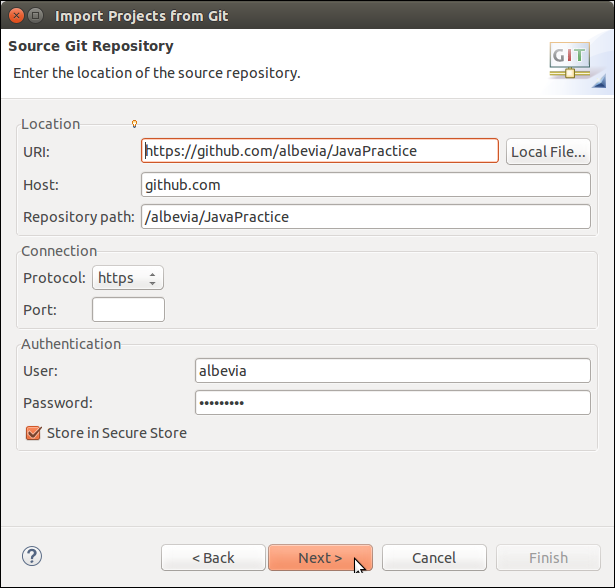 Import Projects from Git
Source Git Repository
Enter the location of the source repository.
GIT
Location
URI: https://github.com/albevia/JavaPractice Local File...
Host: github.com
Repository path: /albevia/JavaPractice
Connection
Protocol: https
Port:
Authentication
User: albevia
Password: •••••••••
Store in Secure Store
? < Back Next > Cancel Finish